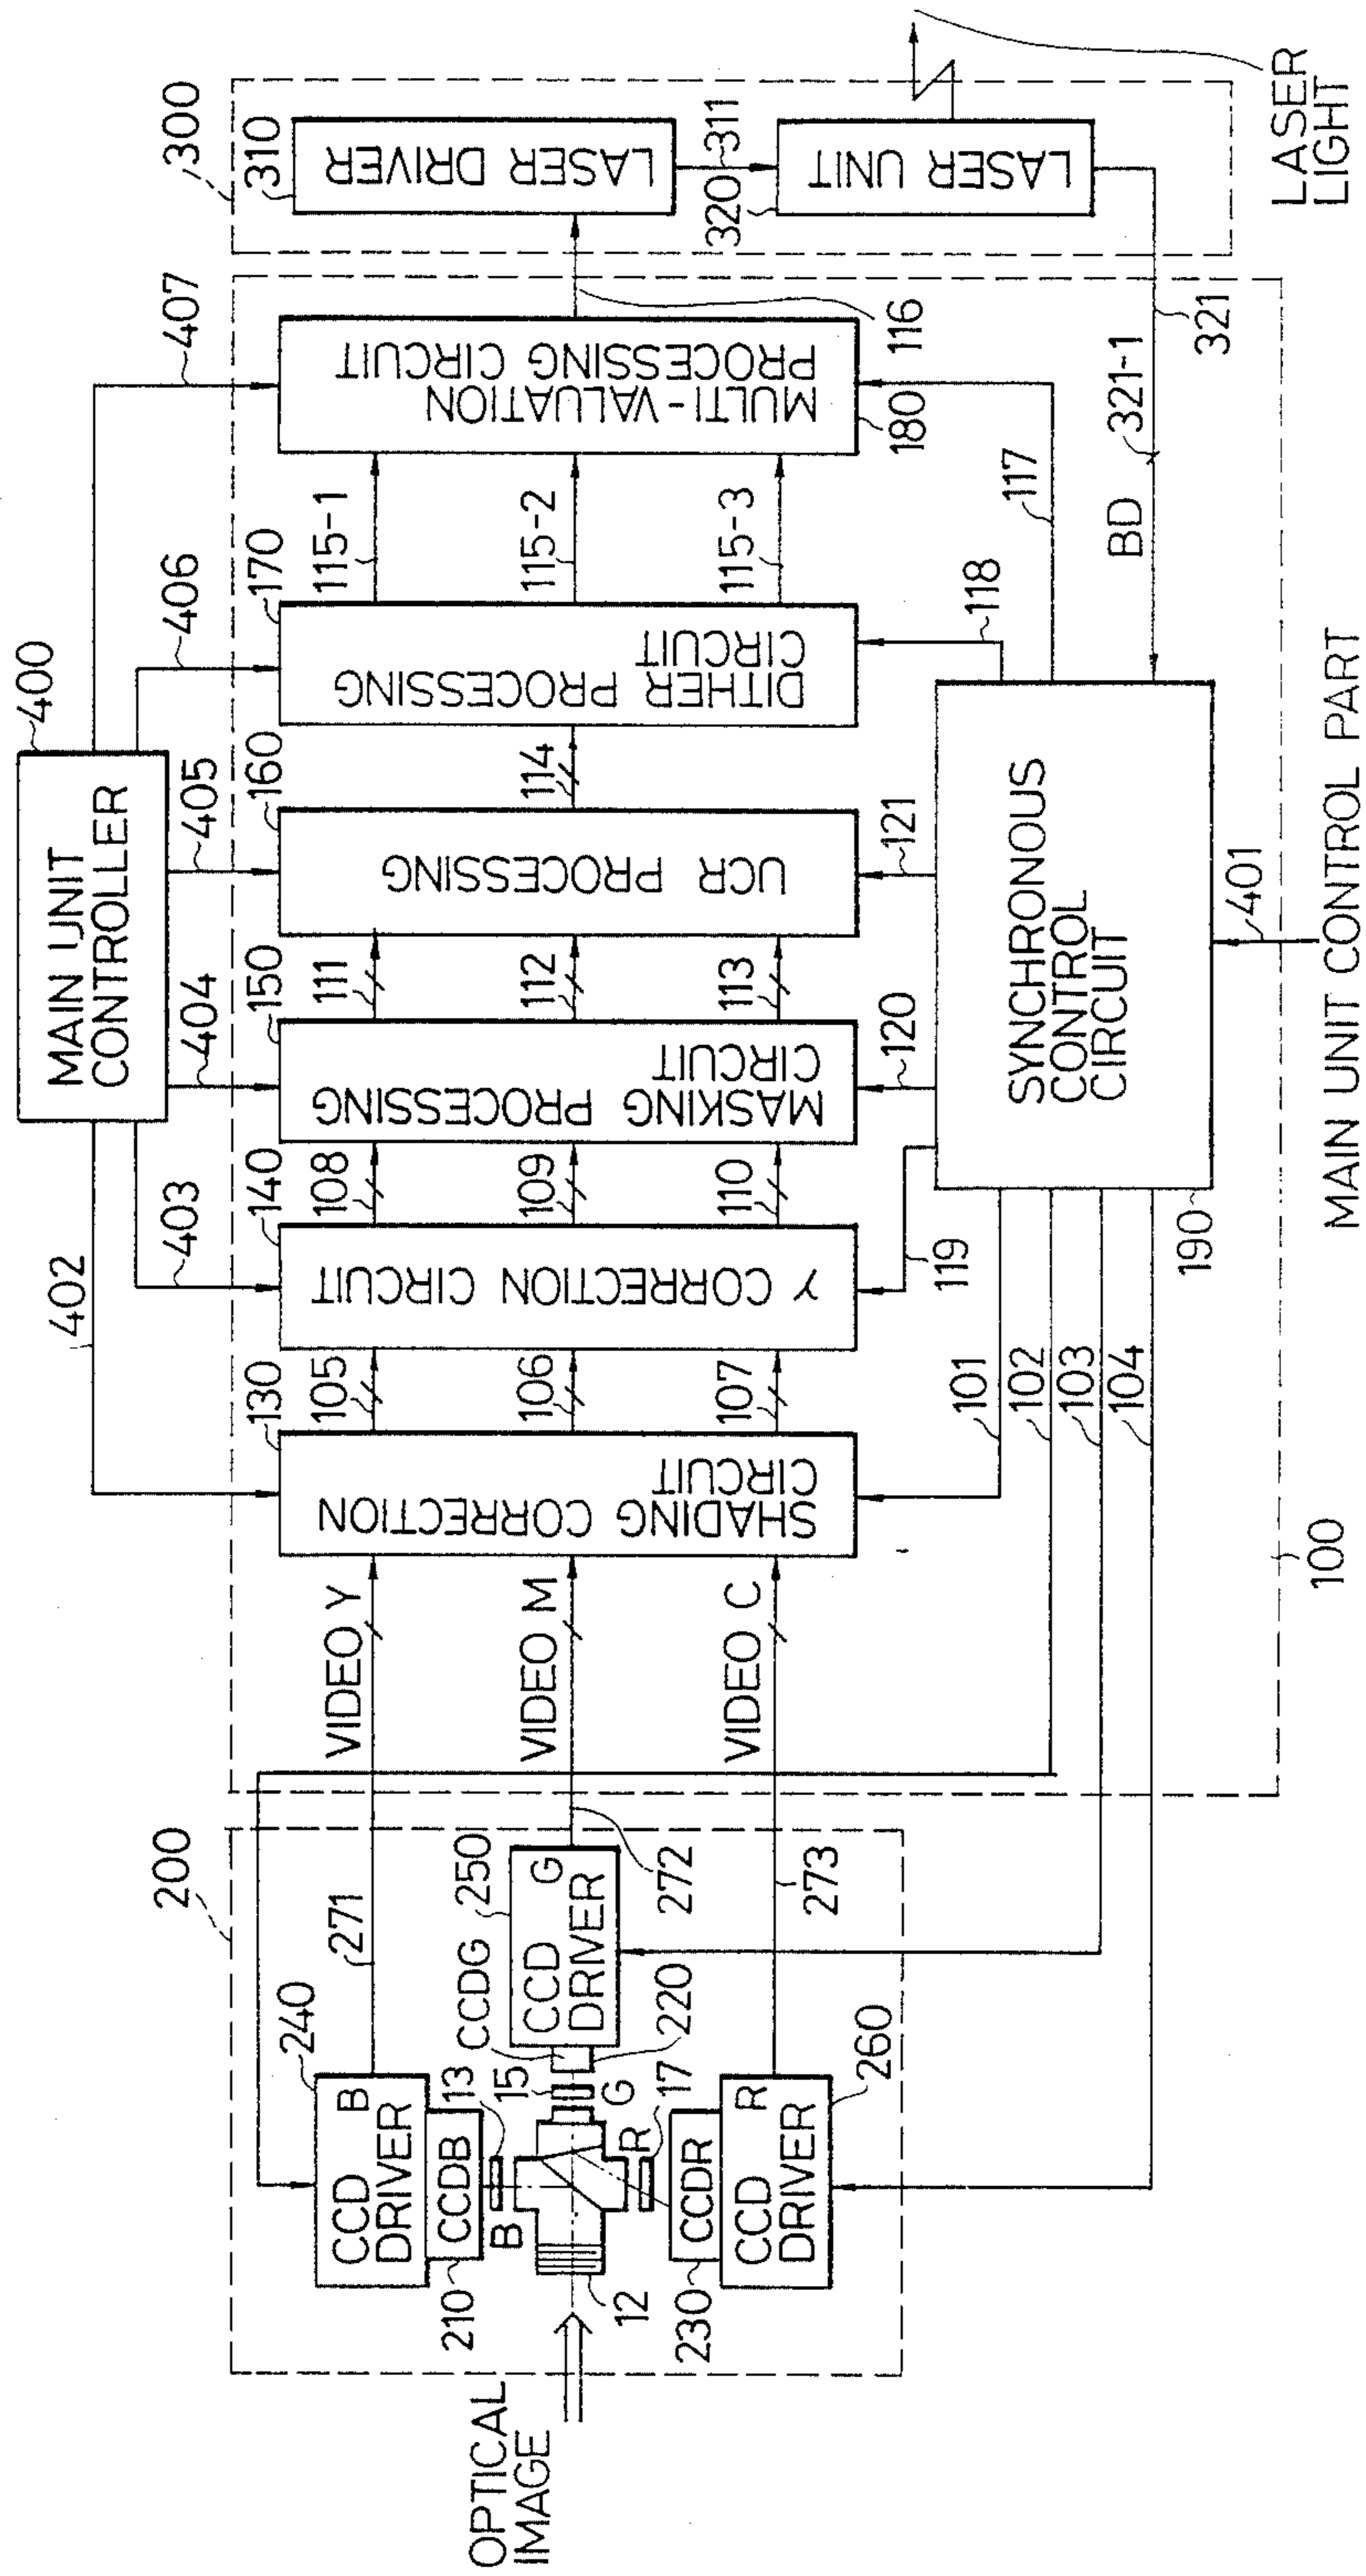 OPTICAL
IMAGE
200
240
CCD
DRIVER
B
CCDB
210
13
B
12
15
G
CCDG
220
250
CCD
DRIVER
G
R
17
CCDR
230
CCD
DRIVER
R
260
271
272
273
VIDEO Y
VIDEO M
VIDEO C
MAIN UNIT
CONTROLLER
400
402
403
404
405
406
407
130
SHADING CORRECTION
CIRCUIT
105
106
107
140
γ CORRECTION CIRCUIT
108
109
110
150
MASKING PROCESSING
CIRCUIT
111
112
113
160
UCR PROCESSING
114
170
DITHER PROCESSING
CIRCUIT
115-1
115-2
115-3
MULTI-VALUATION
PROCESSING CIRCUIT
180
116
300
310
LASER DRIVER
311
320
LASER UNIT
LASER
LIGHT
101
102
103
104
119
120
121
118
117
BD
321-1
321
SYNCHRONOUS
CONTROL
CIRCUIT
190
401
MAIN UNIT CONTROL PART
100